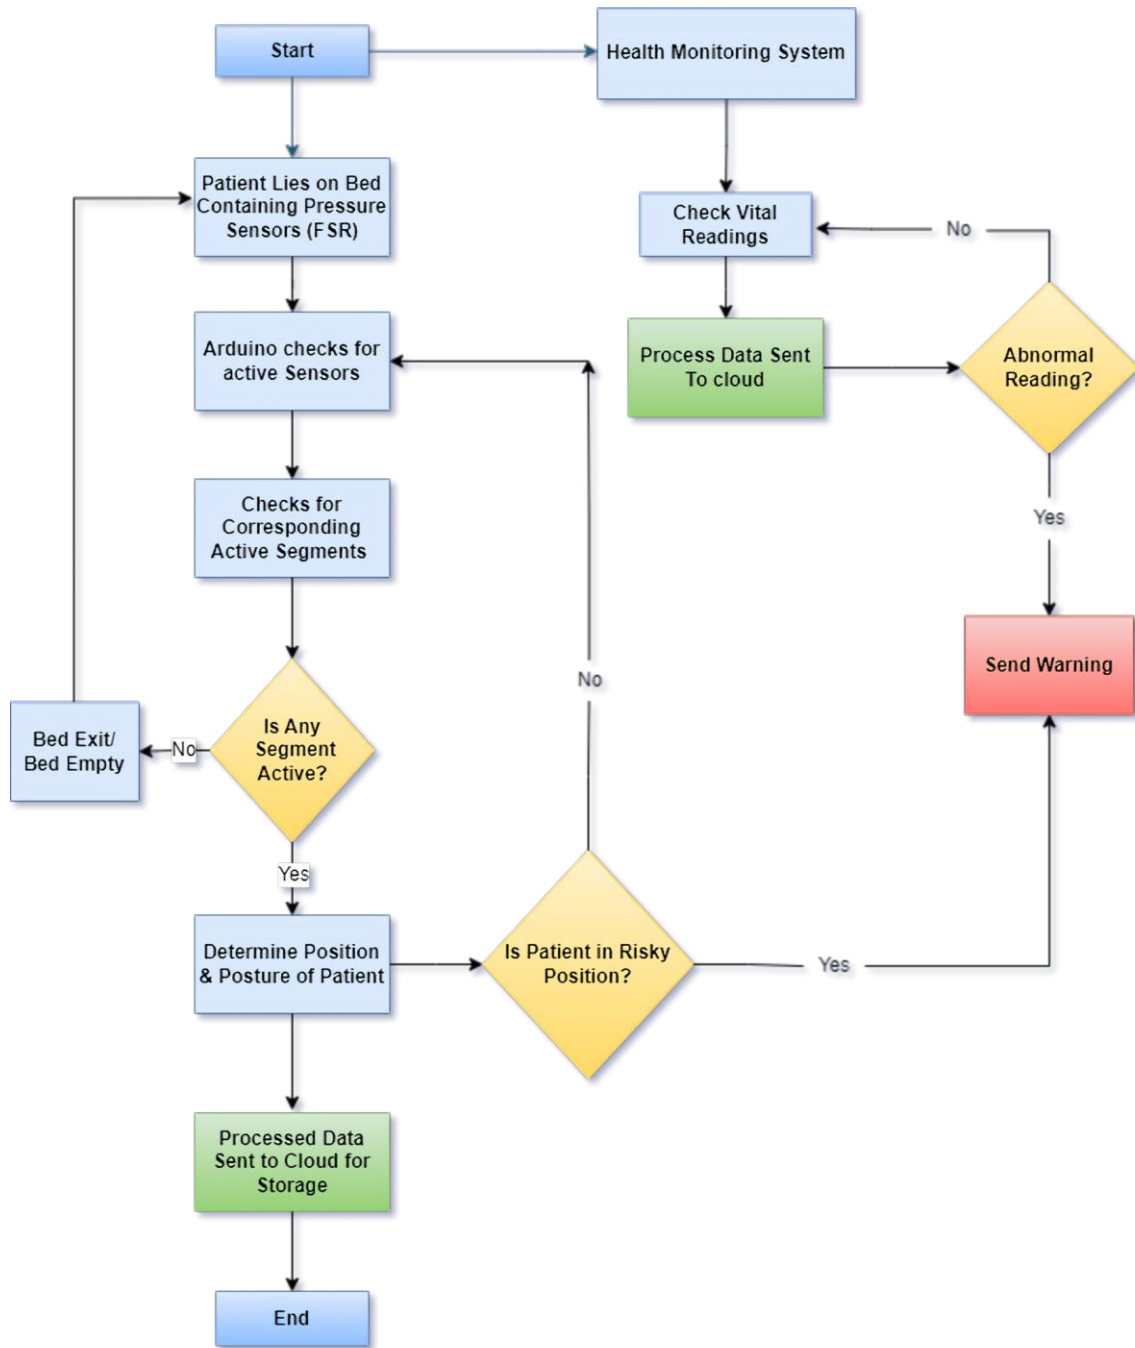 Start
Health Monitoring System
Patient Lies on Bed
Containing Pressure
Sensors (FSR)
Check Vital
Readings
No
Arduino checks for
active Sensors
Process Data Sent
To cloud
Abnormal
Reading?
Checks for
Corresponding
Active Segments
Yes
Send Warning
No
Bed Exit/
Bed Empty
No
Is Any
Segment
Active?
Yes
Determine Position
& Posture of Patient
Is Patient in Risky
Position?
Yes
Processed Data
Sent to Cloud for
Storage
End